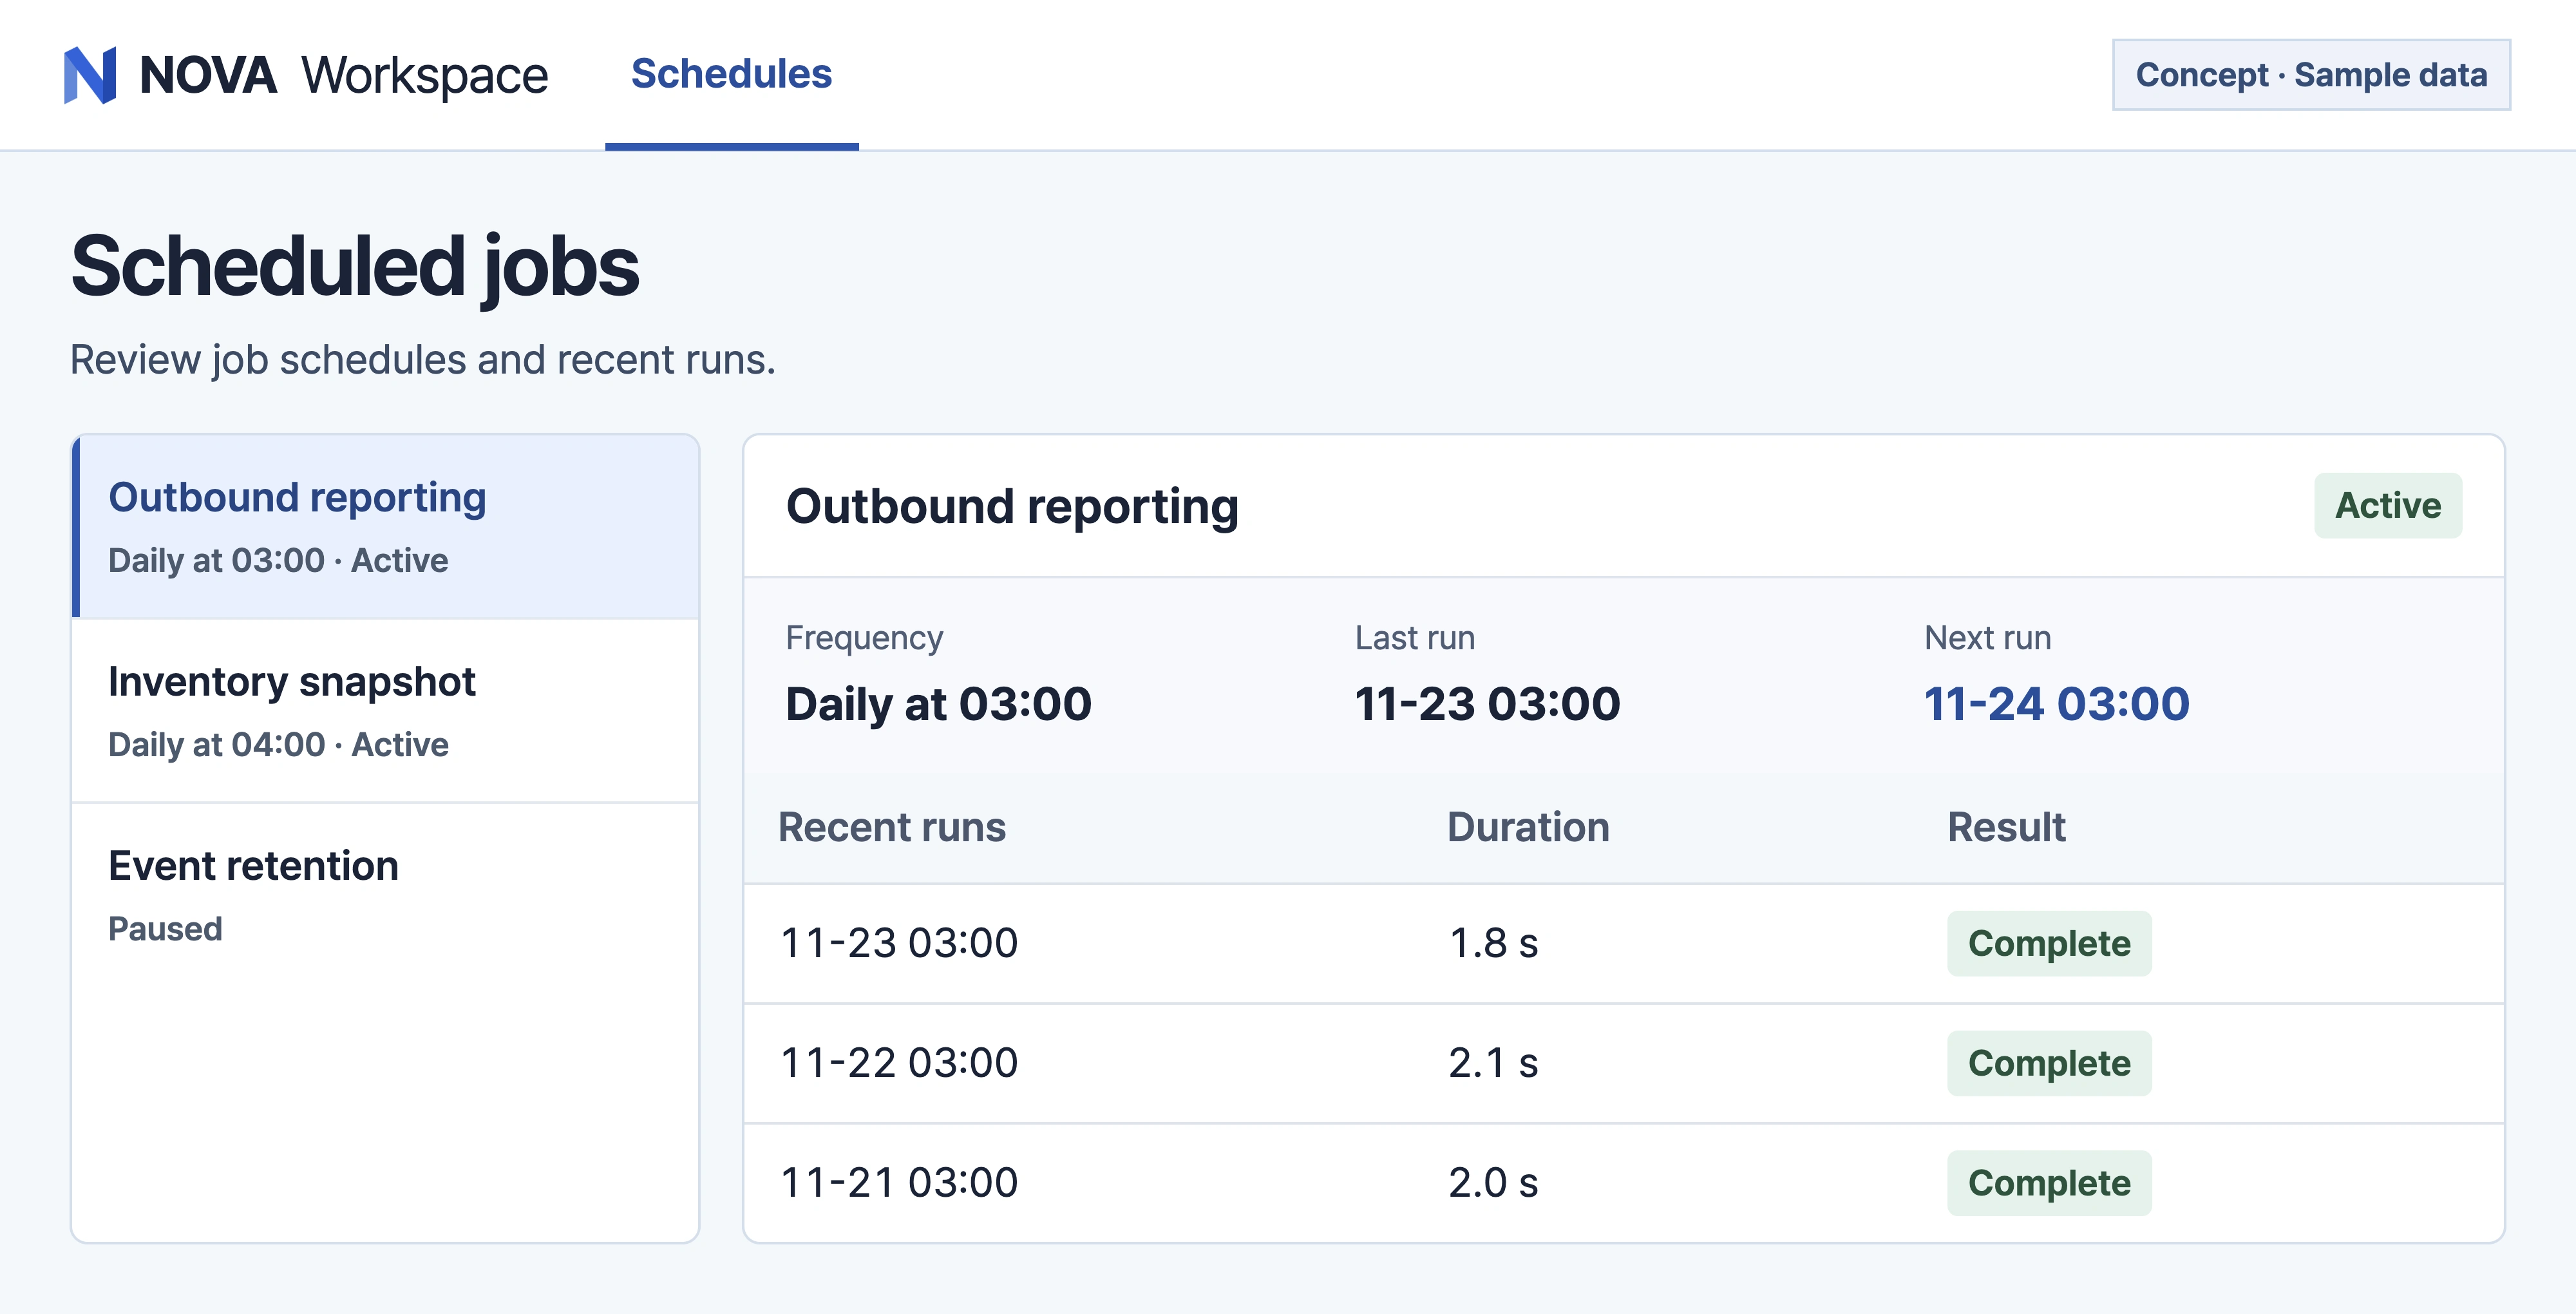 NOVA Workspace
Schedules
Concept · Sample data
Scheduled jobs
Review job schedules and recent runs.
Outbound reporting
Daily at 03:00 · Active
Inventory snapshot
Daily at 04:00 · Active
Event retention
Paused
Outbound reporting
Active
Frequency
Daily at 03:00
Last run
11-23 03:00
Next run
11-24 03:00
Recent runs Duration Result
11-23 03:00 1.8 s Complete
11-22 03:00 2.1 s Complete
11-21 03:00 2.0 s Complete